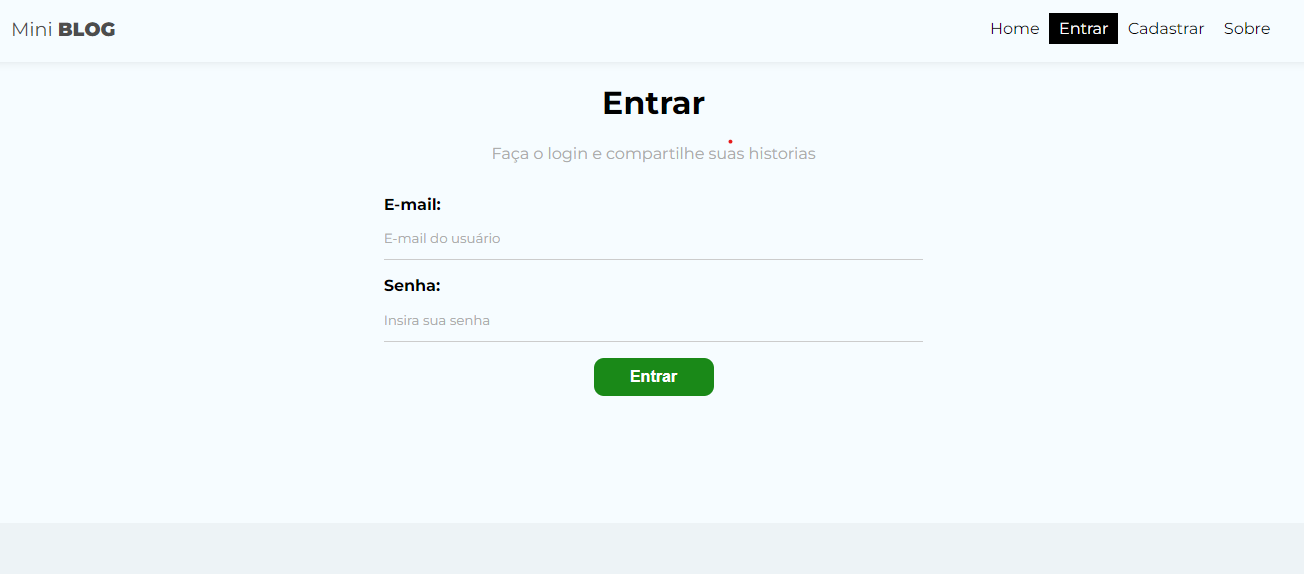 Mini BLOG
Home Entrar Cadastrar Sobre
Entrar
Faça o login e compartilhe suas historias
E-mail:
E-mail do usuário
Senha:
Insira sua senha
Entrar